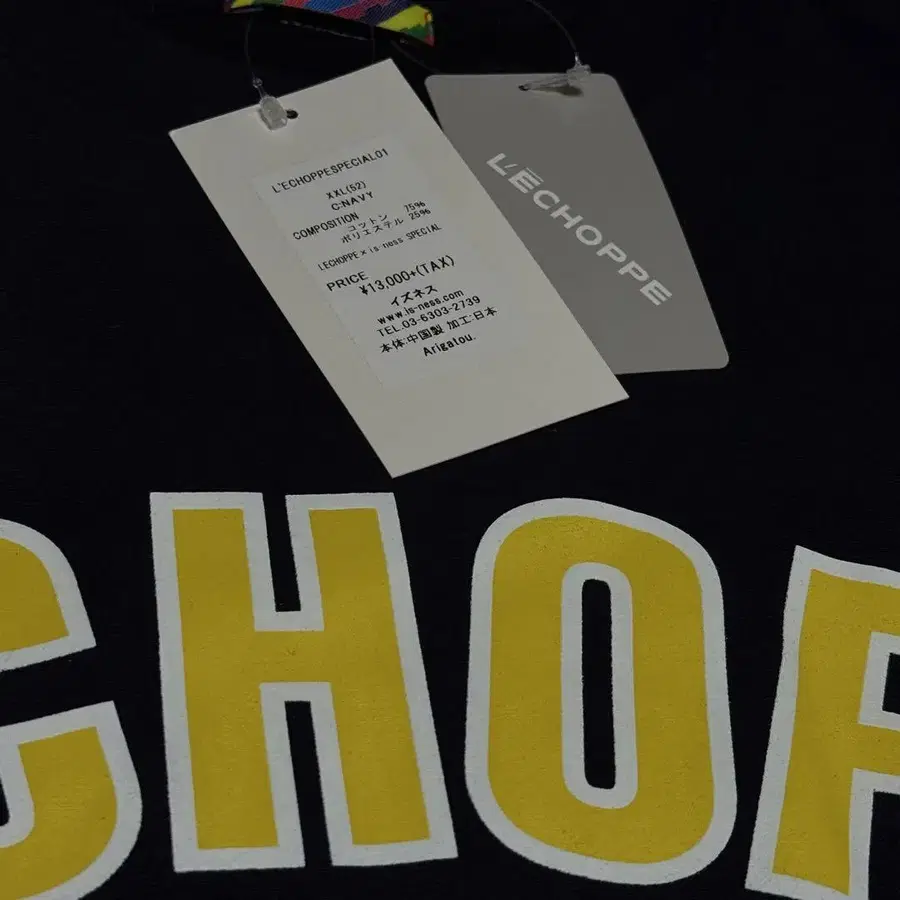 L'ECHOPPESPECIAL01
XXL(52)
C:NAVY
COMPOSITION
コットン 75%
ポリエステル 25%
LECHOPPE×is-ness SPECIAL
PRICE
¥13,000+(TAX)
イズネス
www.is-ness.com
TEL.03-6303-2739
本体:中国製 加工:日本
Arigatou.
L'ÉCHOPPE
CHOP